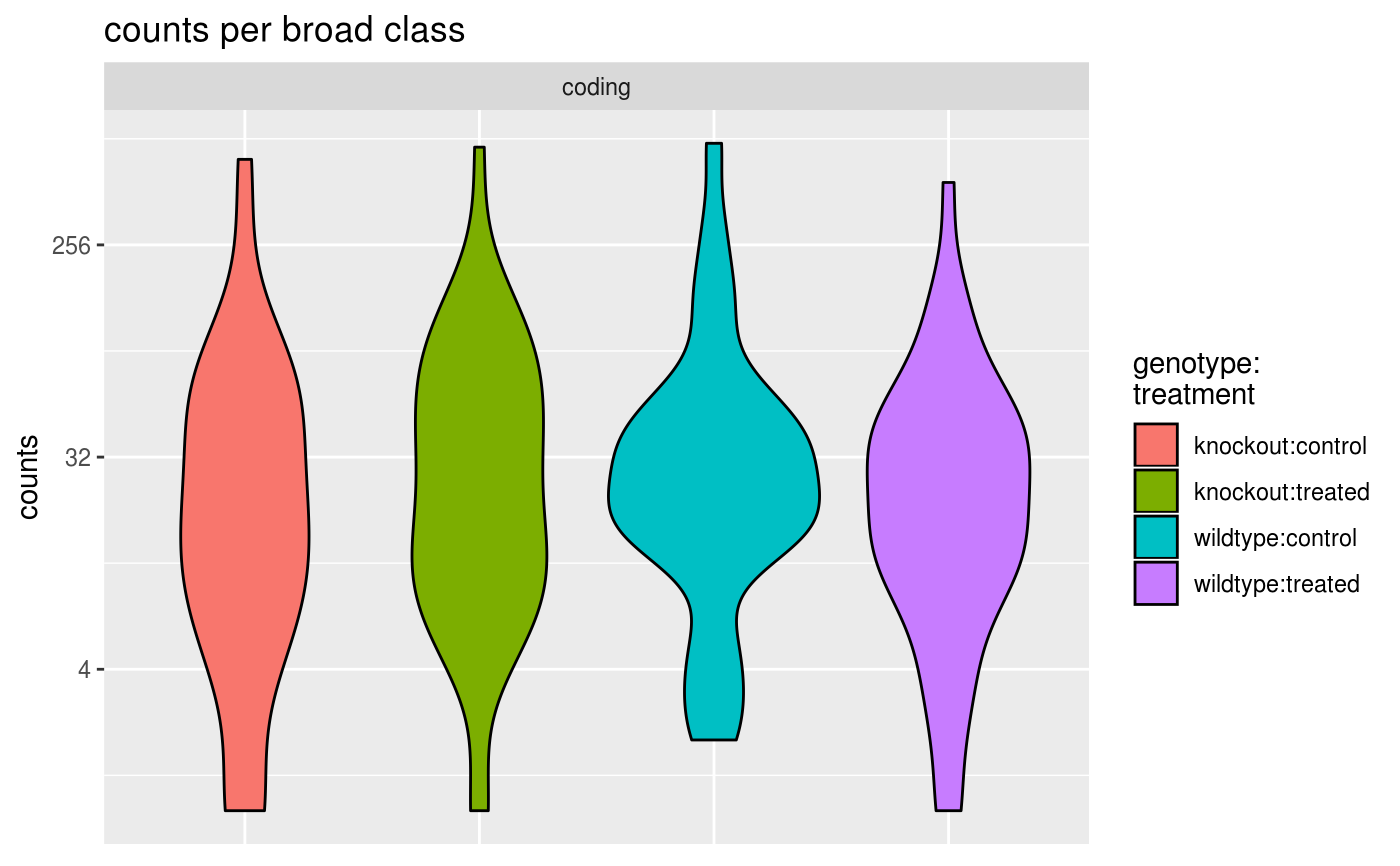 counts per broad class
coding
256
32
4
counts
genotype:
treatment
knockout:control
knockout:treated
wildtype:control
wildtype:treated